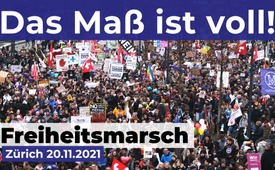 Das Maß ist voll!
Freiheitsmarsch
Zürich 20.11.2021